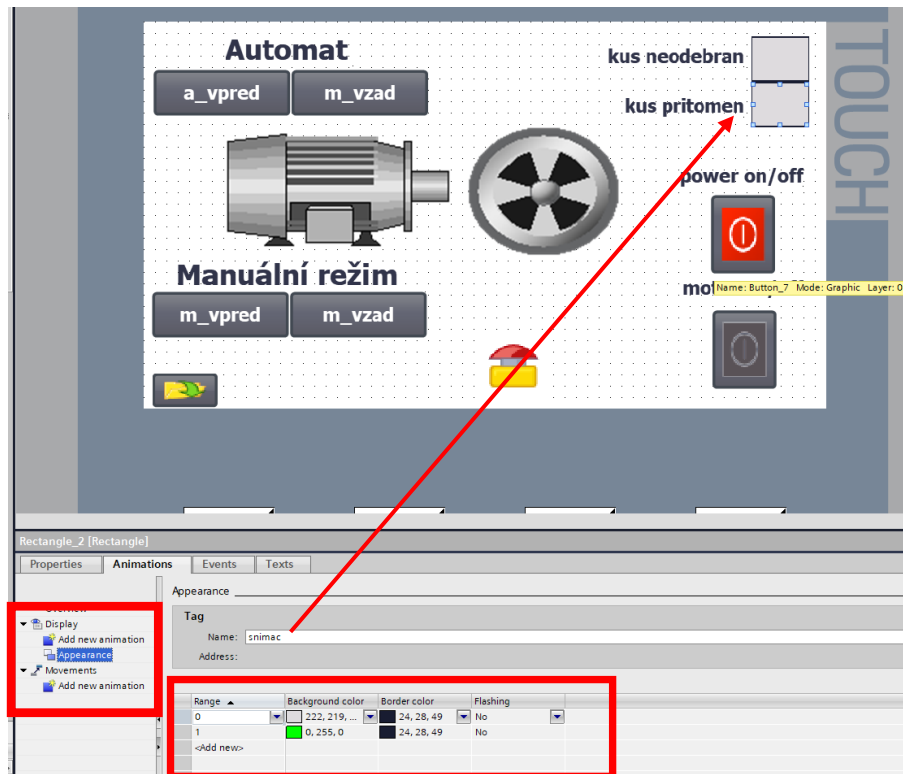 Automat
kus neodebran
a_vpred
m_vzad
kus pritomen
TOUCH
power on/off
Manuální režim
Name: Button_7 Mode: Graphic Layer: 0
m_vpred
m_vzad
Rectangle_2 [Rectangle]
Properties
Animations
Events
Texts
Appearance
Display
Add new animation
Appearance
Movements
Add new animation
Tag
Name:
snimac
Address:
Range
Background color
Border color
Flashing
0
222, 219, ...
24, 28, 49
No
1
0, 255, 0
24, 28, 49
No
<Add new>